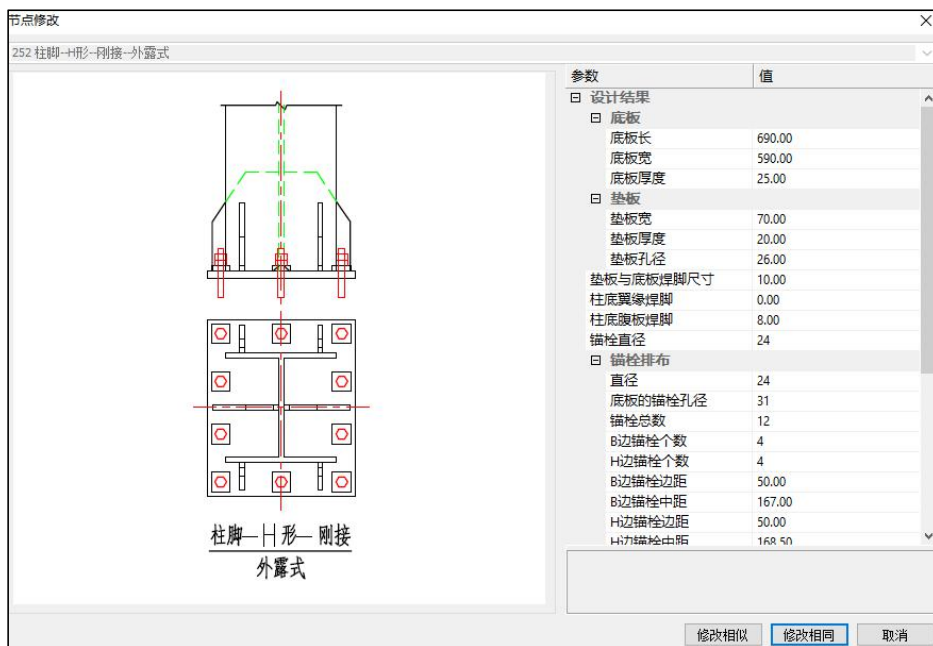 节点修改
252 柱脚--H形--刚接--外露式
参数 值
设计结果
底板
底板长 690.00
底板宽 590.00
底板厚度 25.00
垫板
垫板宽 70.00
垫板厚度 20.00
垫板孔径 26.00
垫板与底板焊脚尺寸 10.00
柱底翼缘焊脚 0.00
柱底腹板焊脚 8.00
锚栓直径 24
锚栓排布
直径 24
底板的锚栓孔径 31
锚栓总数 12
B边锚栓个数 4
H边锚栓个数 4
B边锚栓边距 50.00
B边锚栓中距 167.00
H边锚栓边距 50.00
H边锚栓中距 168.50
柱脚—H形—刚接
外露式
修改相似 修改相同 取消